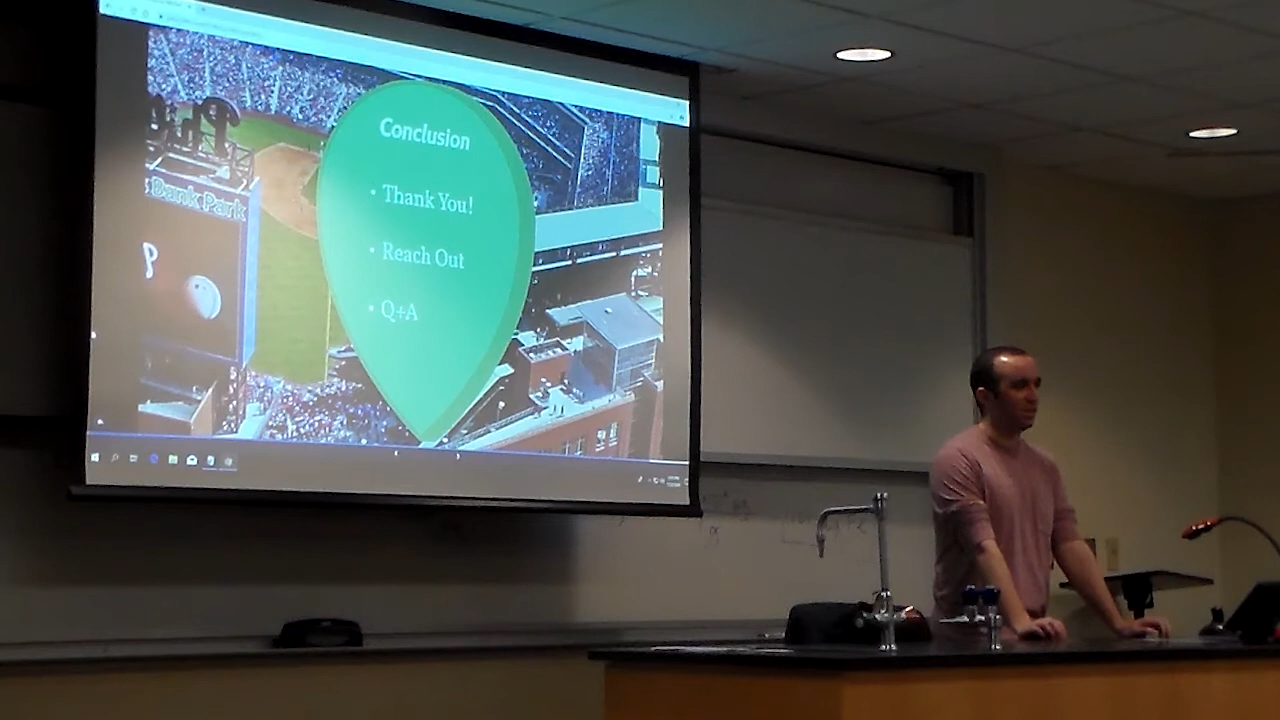 Conclusion
• Thank You!
• Reach Out
• Q+A
Bank Park
P